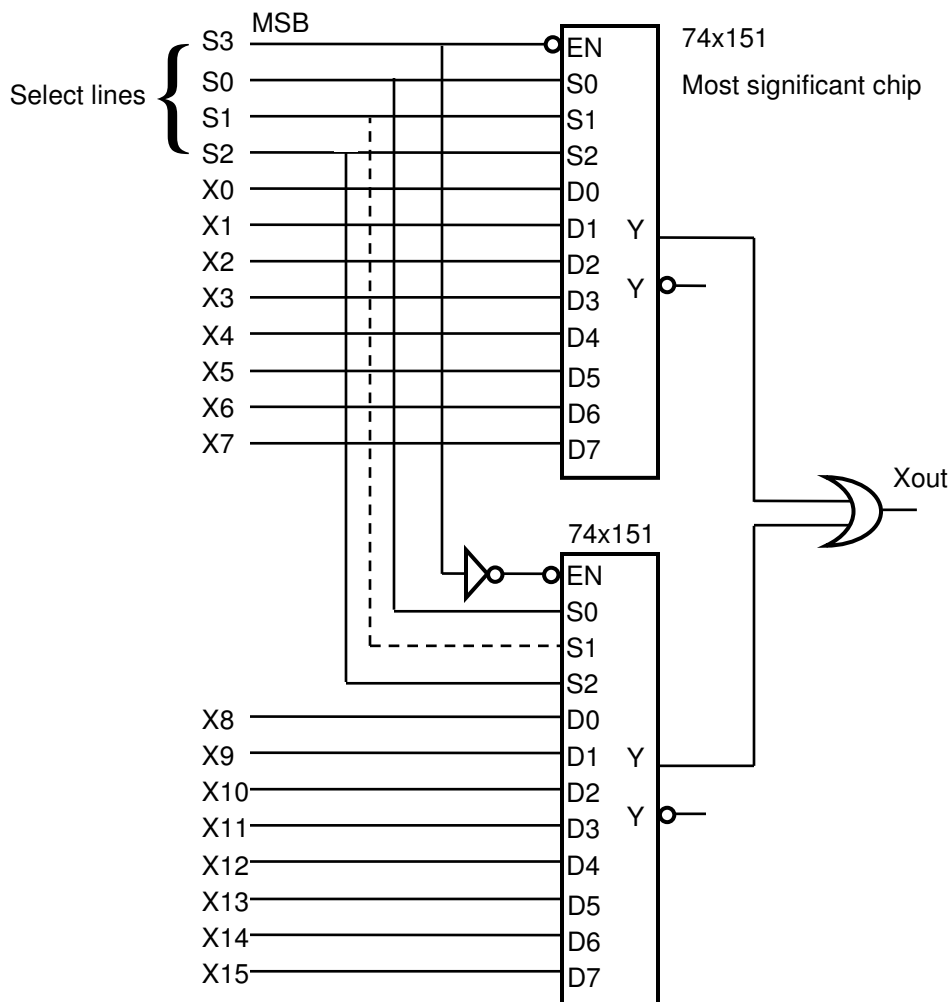 MSB
S3
S0
S1
S2
Select lines
X0
X1
X2
X3
X4
X5
X6
X7
EN
S0
S1
S2
D0
D1
D2
D3
D4
D5
D6
D7
Y
Y
74x151
Most significant chip
Xout
74x151
EN
S0
S1
S2
D0
D1
D2
D3
D4
D5
D6
D7
Y
Y
X8
X9
X10
X11
X12
X13
X14
X15